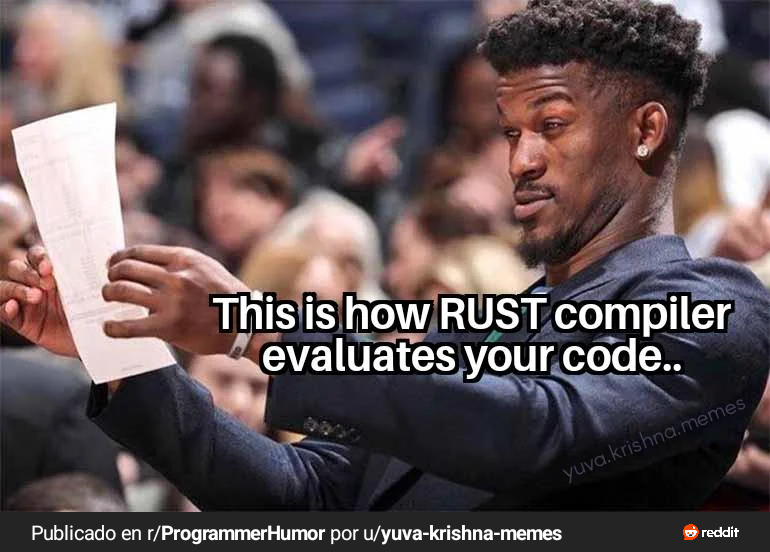 This is how RUST compiler
evaluates your code..
yuva.krishna.memes
Publicado en r/ProgrammerHumor por u/yuva-krishna-memes
reddit